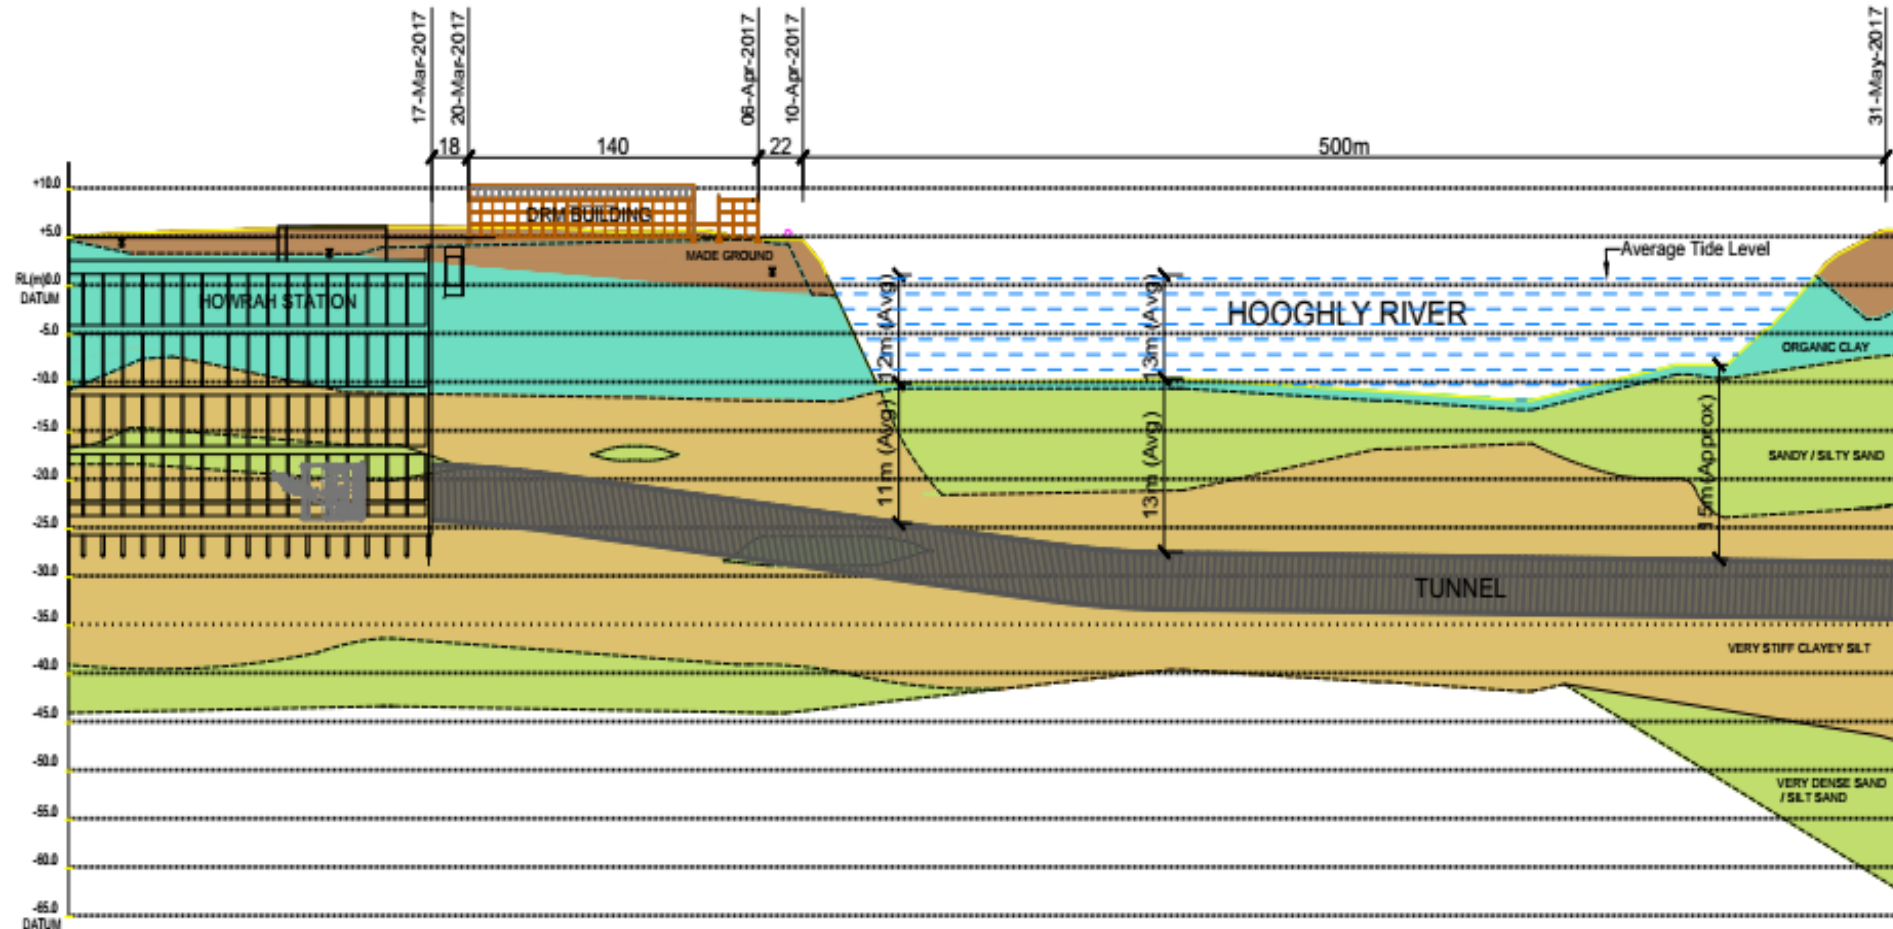 17-Mar-2017
20-Mar-2017
06-Apr-2017
10-Apr-2017
31-May-2017
18
140
22
500m
+10.0
+5.0
RL(m)0.0
DATUM
-5.0
-10.0
-15.0
-20.0
-25.0
-30.0
-35.0
-40.0
-45.0
-50.0
-55.0
-60.0
-65.0
DATUM
DRM BUILDING
MADE GROUND
HOWRAH STATION
Average Tide Level
HOOGHLY RIVER
12m (Avg)
13m (Avg)
11m (Avg)
13m (Avg)
15m(Approx)
ORGANIC CLAY
SANDY / SILTY SAND
TUNNEL
VERY STIFF CLAYEY SILT
VERY DENSE SAND
/ SILT SAND